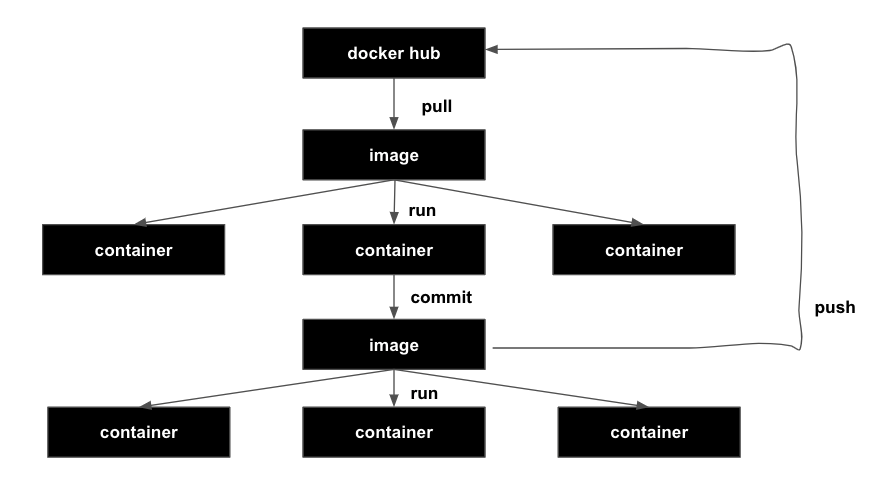 docker hub
pull
image
run
container
container
container
commit
image
push
run
container
container
container